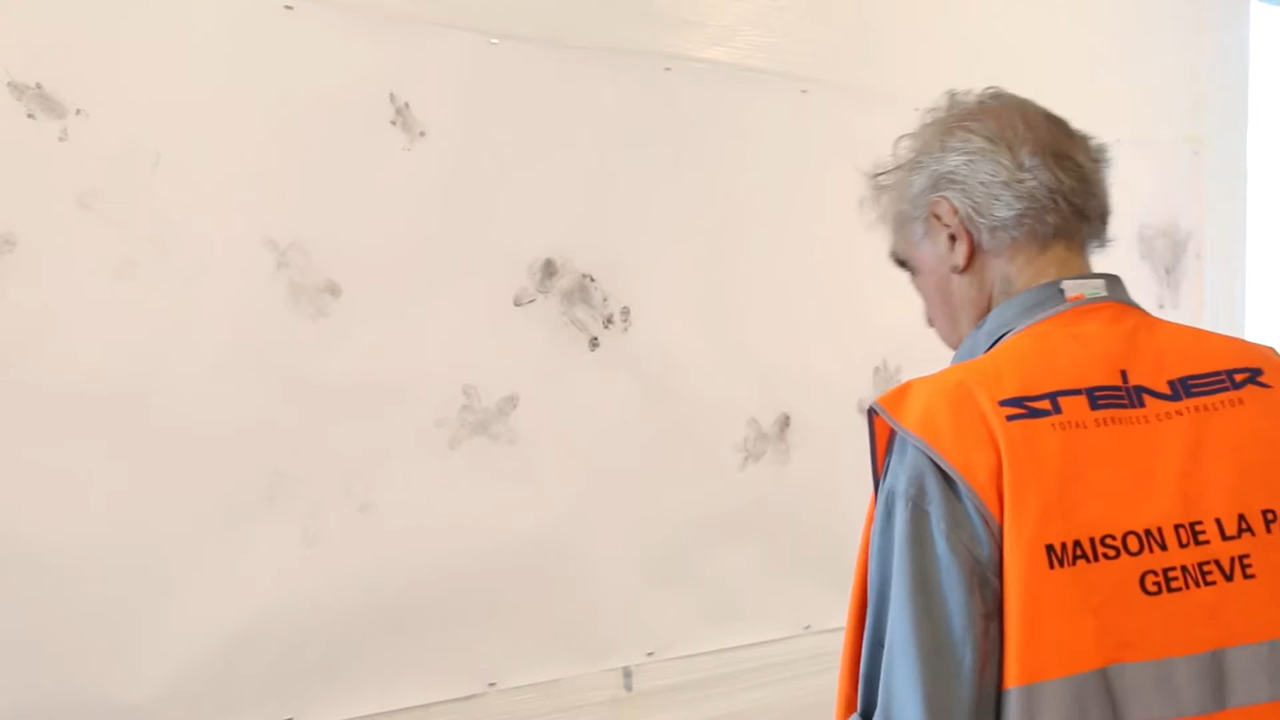 STEINER
TOTAL SERVICES CONTRACTOR
MAISON DE LA
GENEVE